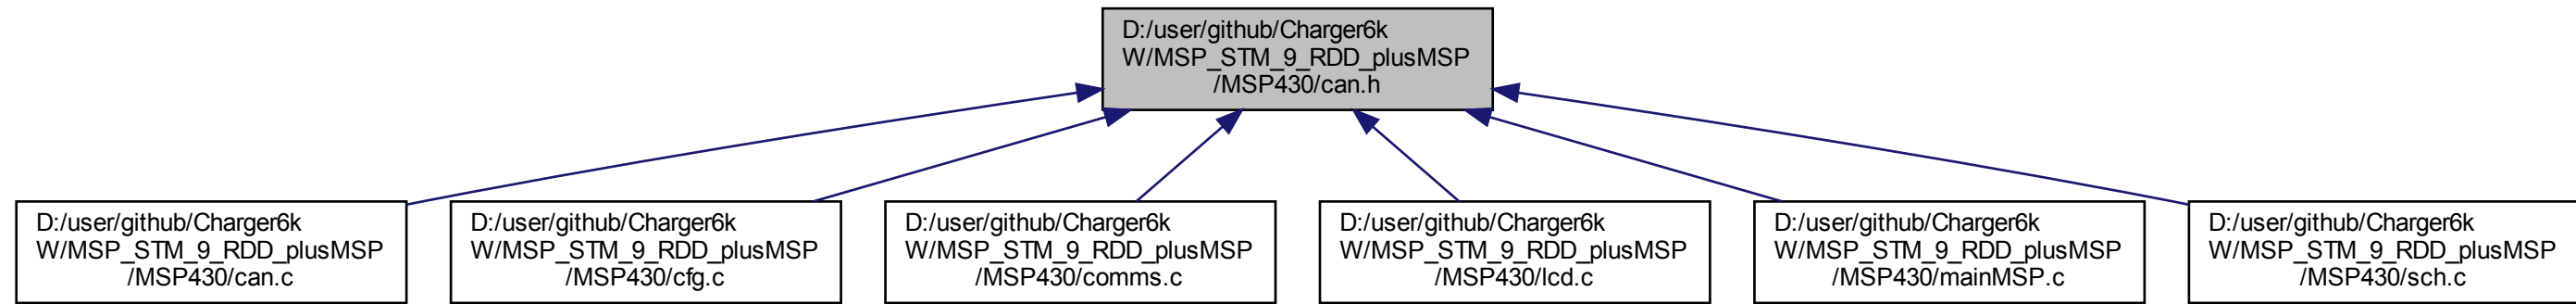 D:/user/github/Charger6k
W/MSP_STM_9_RDD_plusMSP
/MSP430/can.h
D:/user/github/Charger6k
W/MSP_STM_9_RDD_plusMSP
/MSP430/can.c
D:/user/github/Charger6k
W/MSP_STM_9_RDD_plusMSP
/MSP430/cfg.c
D:/user/github/Charger6k
W/MSP_STM_9_RDD_plusMSP
/MSP430/comms.c
D:/user/github/Charger6k
W/MSP_STM_9_RDD_plusMSP
/MSP430/lcd.c
D:/user/github/Charger6k
W/MSP_STM_9_RDD_plusMSP
/MSP430/mainMSP.c
D:/user/github/Charger6k
W/MSP_STM_9_RDD_plusMSP
/MSP430/sch.c